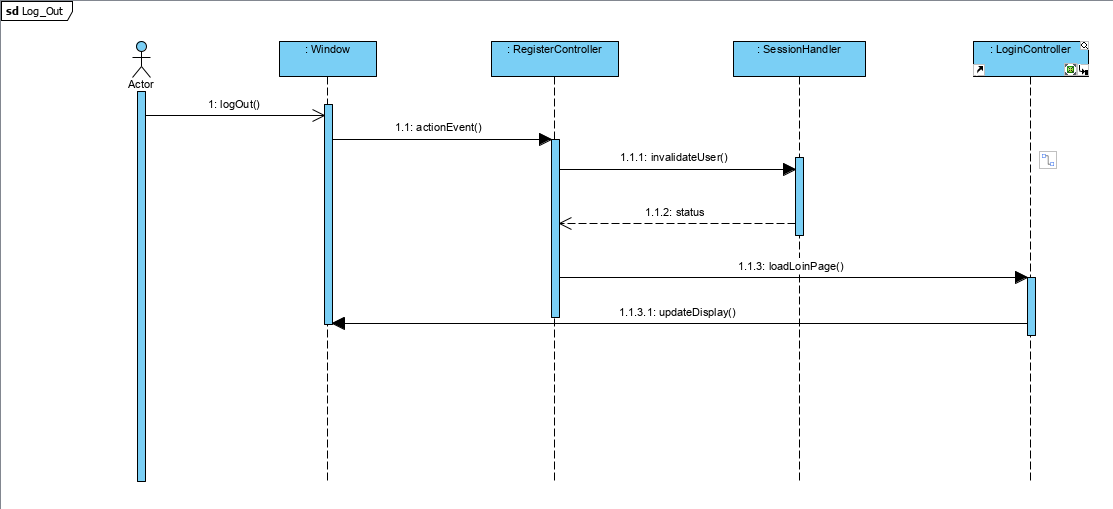 sd Log_Out
: Window
: RegisterController
: SessionHandler
: LoginController
Actor
1: logOut()
1.1: actionEvent()
1.1.1: invalidateUser()
1.1.2: status
1.1.3: loadLoinPage()
1.1.3.1: updateDisplay()